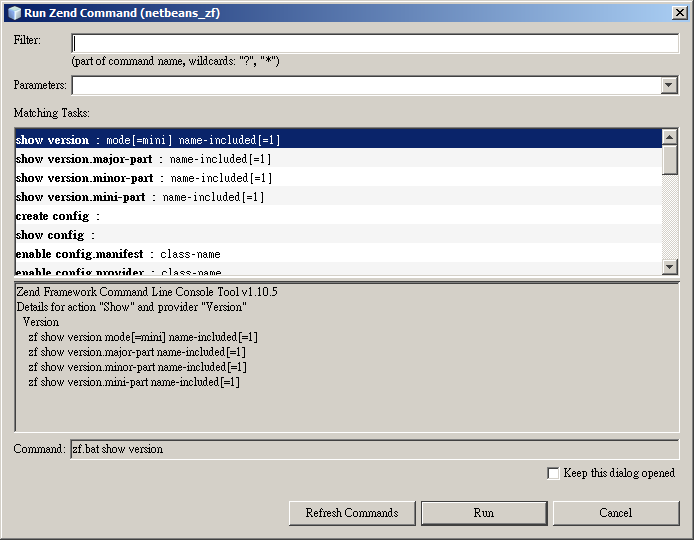 Run Zend Command (netbeans_zf)
Filter:
(part of command name, wildcards: "?", "*")
Parameters:
Matching Tasks:
show version : mode[=mini] name-included[=1]
show version.major-part : name-included[=1]
show version.minor-part : name-included[=1]
show version.mini-part : name-included[=1]
create config :
show config :
enable config.manifest : class-name
enable config.provider : class-name
Zend Framework Command Line Console Tool v1.10.5
Details for action "Show" and provider "Version"
Version
zf show version mode[=mini] name-included[=1]
zf show version.major-part name-included[=1]
zf show version.minor-part name-included[=1]
zf show version.mini-part name-included[=1]
Command: zf.bat show version
Keep this dialog opened
Refresh Commands Run Cancel